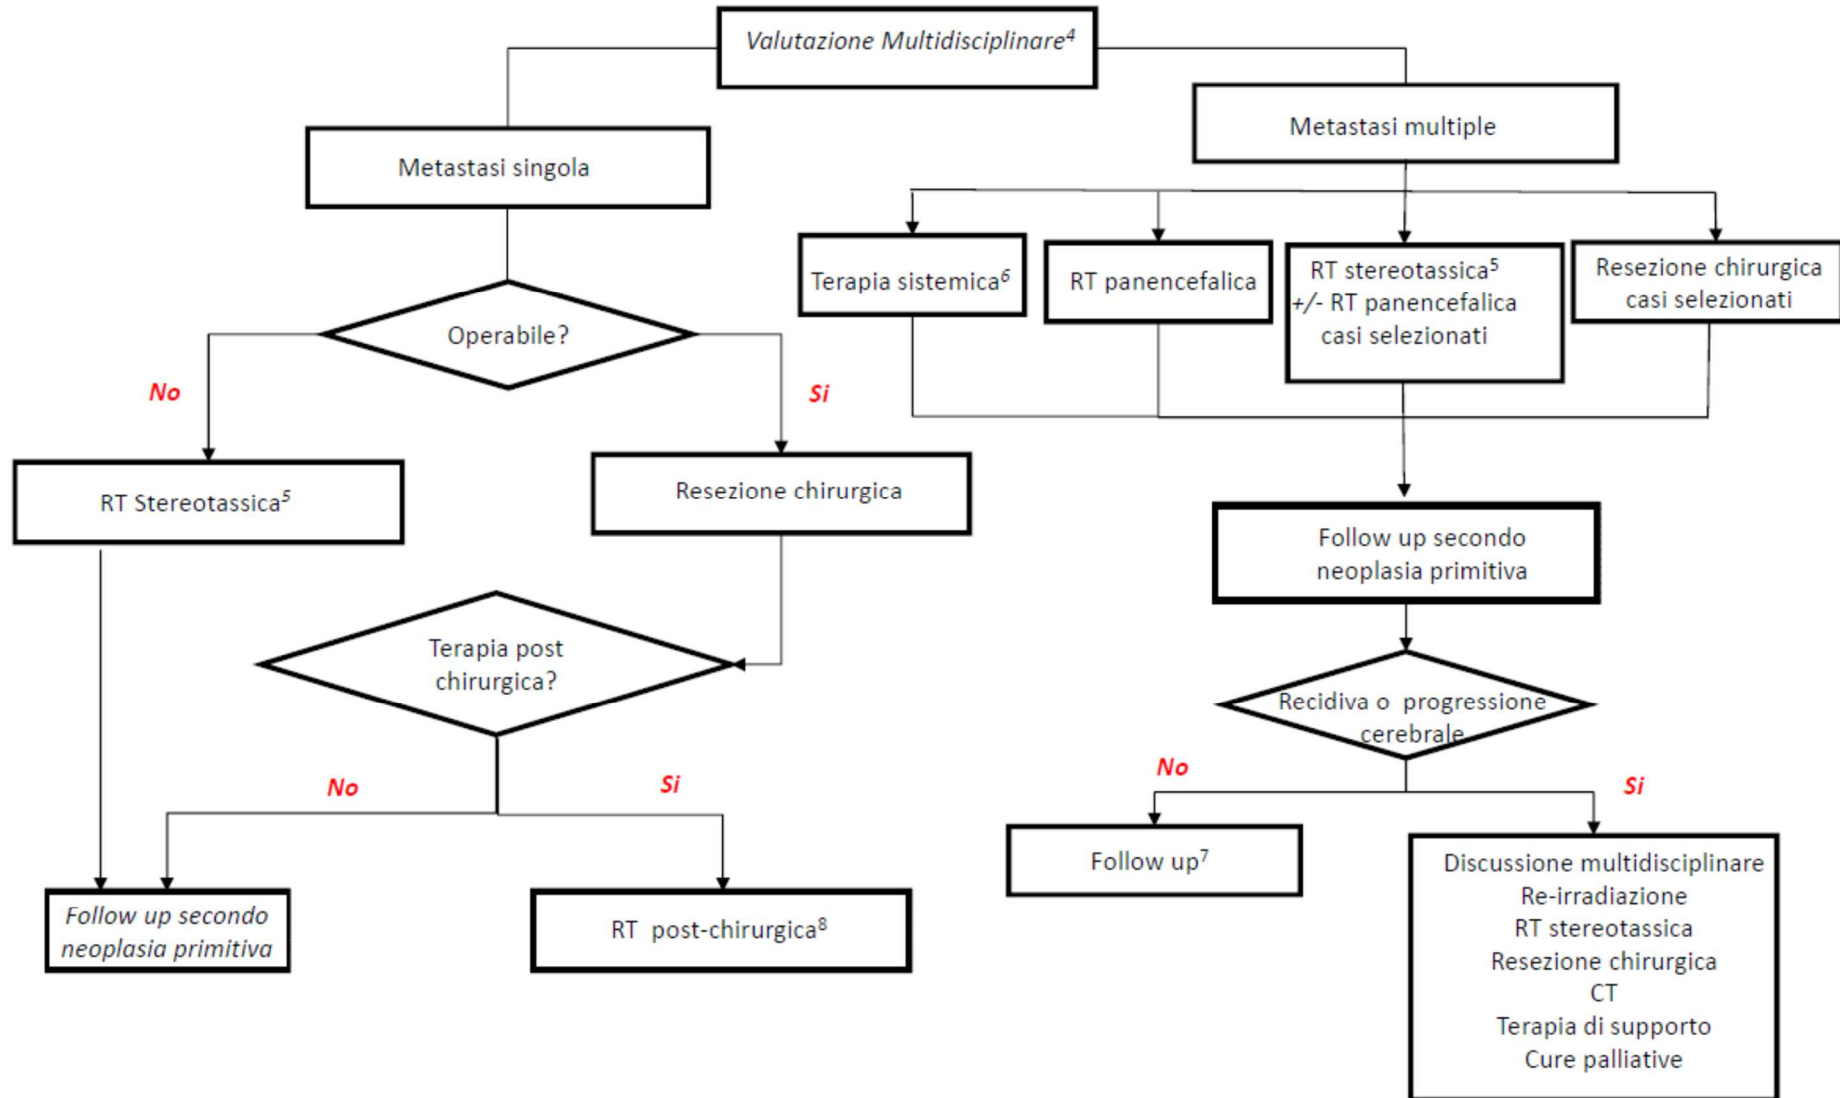 Valutazione Multidisciplinare⁴
Metastasi singola
Metastasi multiple
Operabile?
No
Si
RT Stereotassica⁵
Resezione chirurgica
Terapia post
chirurgica?
No
Si
Follow up secondo
neoplasia primitiva
RT post-chirurgica⁸
Terapia sistemica⁶
RT panencefalica
RT stereotassica⁵
+/- RT panencefalica
casi selezionati
Resezione chirurgica
casi selezionati
Follow up secondo
neoplasia primitiva
Recidiva o progressione
cerebrale
No
Si
Follow up⁷
Discussione multidisciplinare
Re-irradiazione
RT stereotassica
Resezione chirurgica
CT
Terapia di supporto
Cure palliative